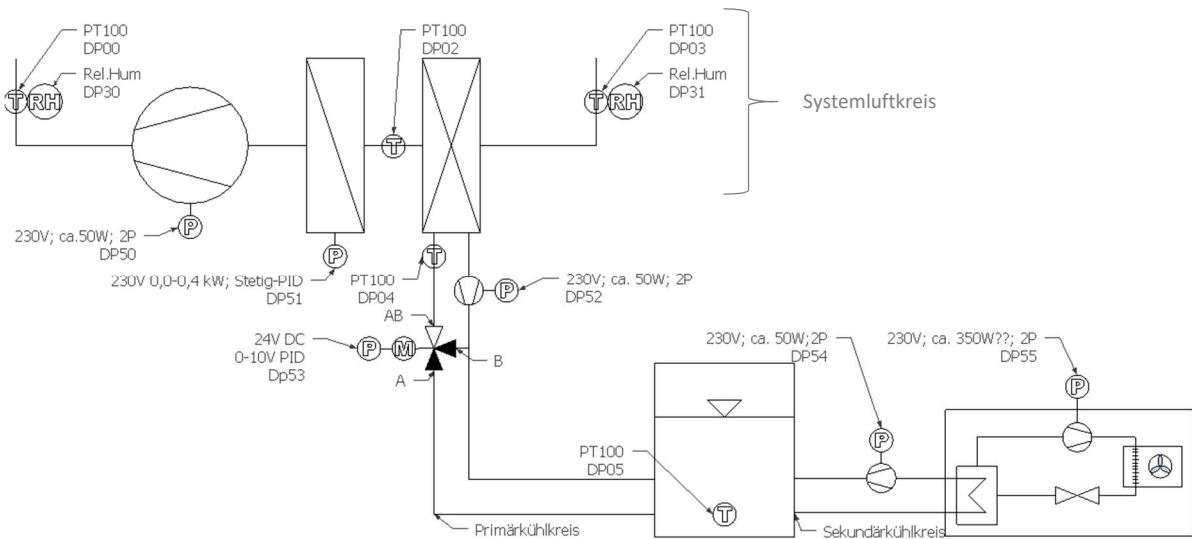 PT100
DP00
Rel.Hum
DP30
T
RH
PT100
DP02
T
PT100
DP03
Rel.Hum
DP31
T
RH
Systemluftkreis
P
230V; ca.50W; 2P
DP50
P
230V 0,0-0,4 kW; Stetig-PID
DP51
T
PT100
DP04
P
230V; ca. 50W; 2P
DP52
AB
24V DC
0-10V PID
Dp53
P
M
B
A
230V; ca. 50W;2P
DP54
P
230V; ca. 350W??; 2P
DP55
P
PT100
DP05
T
Primärkühlkreis
Sekundärkühlkreis